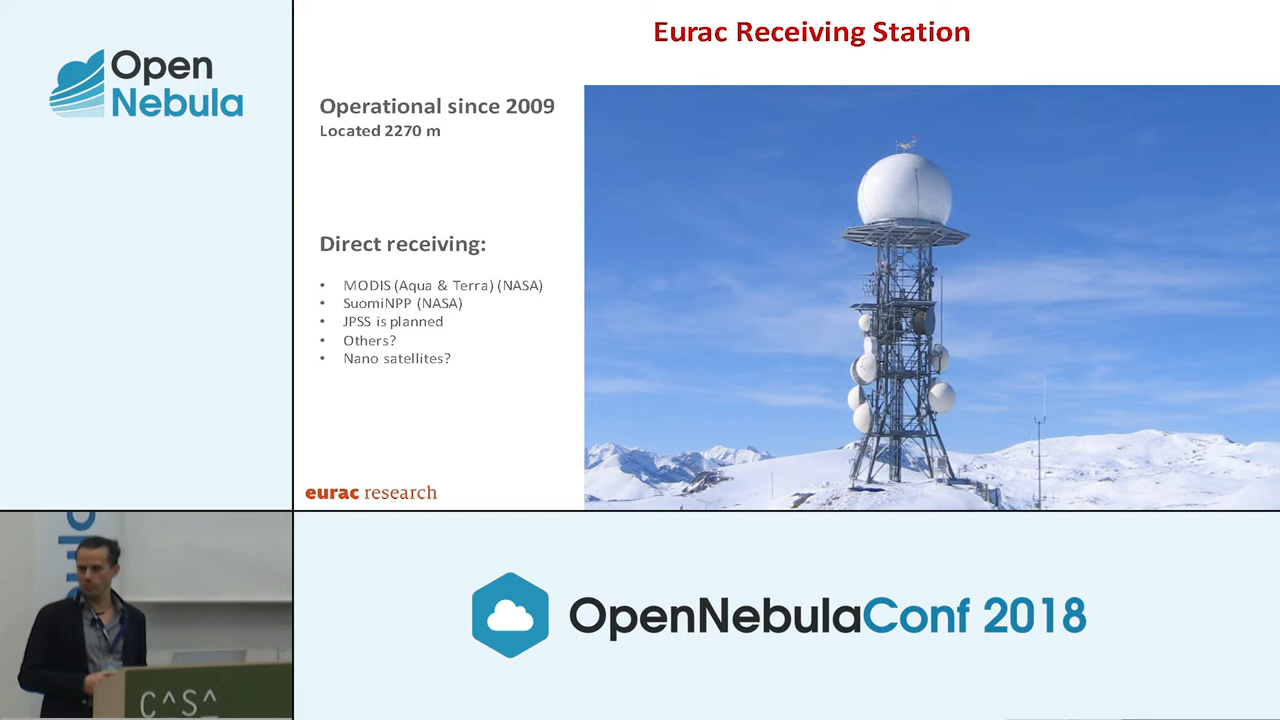 Open
Nebula
Eurac Receiving Station
Operational since 2009
Located 2270 m
Direct receiving:
• MODIS (Aqua & Terra) (NASA)
• SuomiNPP (NASA)
• JPSS is planned
• Others?
• Nano satellites?
eurac research
OpenNebulaConf 2018
C^S^